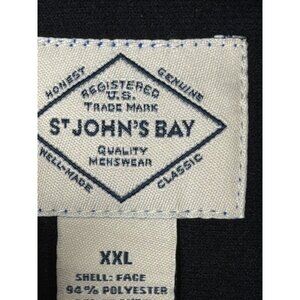 HONEST
GENUINE
REGISTERED
U.S.
TRADE MARK
ST JOHN'S BAY
QUALITY
MENSWEAR
WELL-MADE
CLASSIC
XXL
SHELL: FACE
94% POLYESTER